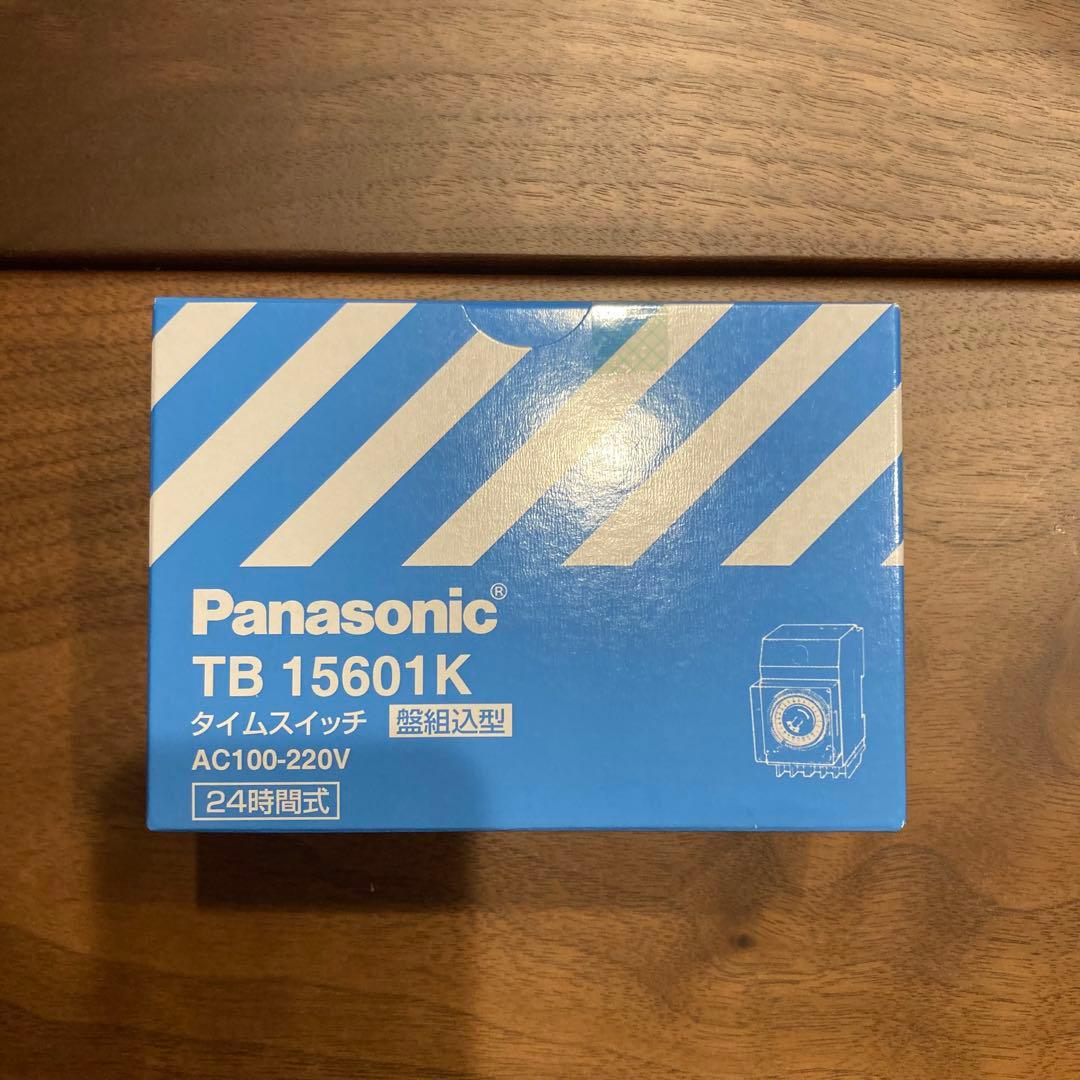 Panasonic®
TB 15601K
タイムスイッチ 盤組込型
AC100-220V
24時間式